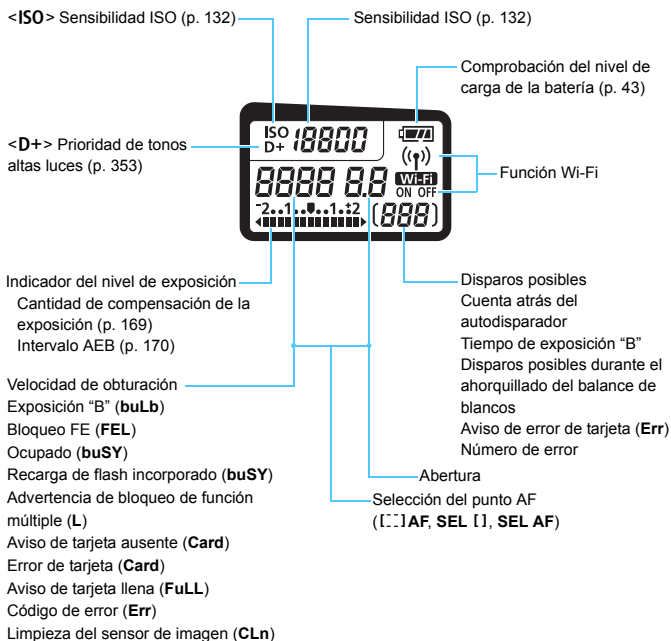 <ISO> Sensibilidad ISO (p. 132)
Sensibilidad ISO (p. 132)
Comprobación del nivel de
carga de la batería (p. 43)
<D+> Prioridad de tonos
altas luces (p. 353)
ISO
D+ 18800
Wi-Fi
ON OFF
8888 8.8
-2..1..0..1.+2
(888)
Función Wi-Fi
Indicador del nivel de exposición
Cantidad de compensación de la
exposición (p. 169)
Intervalo AEB (p. 170)
Velocidad de obturación
Exposición “B” (buLb)
Bloqueo FE (FEL)
Ocupado (buSY)
Recarga de flash incorporado (buSY)
Advertencia de bloqueo de función
múltiple (L)
Aviso de tarjeta ausente (Card)
Error de tarjeta (Card)
Aviso de tarjeta llena (FuLL)
Código de error (Err)
Limpieza del sensor de imagen (CLn)
Disparos posibles
Cuenta atrás del
autodisparador
Tiempo de exposición “B”
Disparos posibles durante el
ahorquillado del balance de
blancos
Aviso de error de tarjeta (Err)
Número de error
Abertura
Selección del punto AF
([ ] AF, SEL [ ], SEL AF)